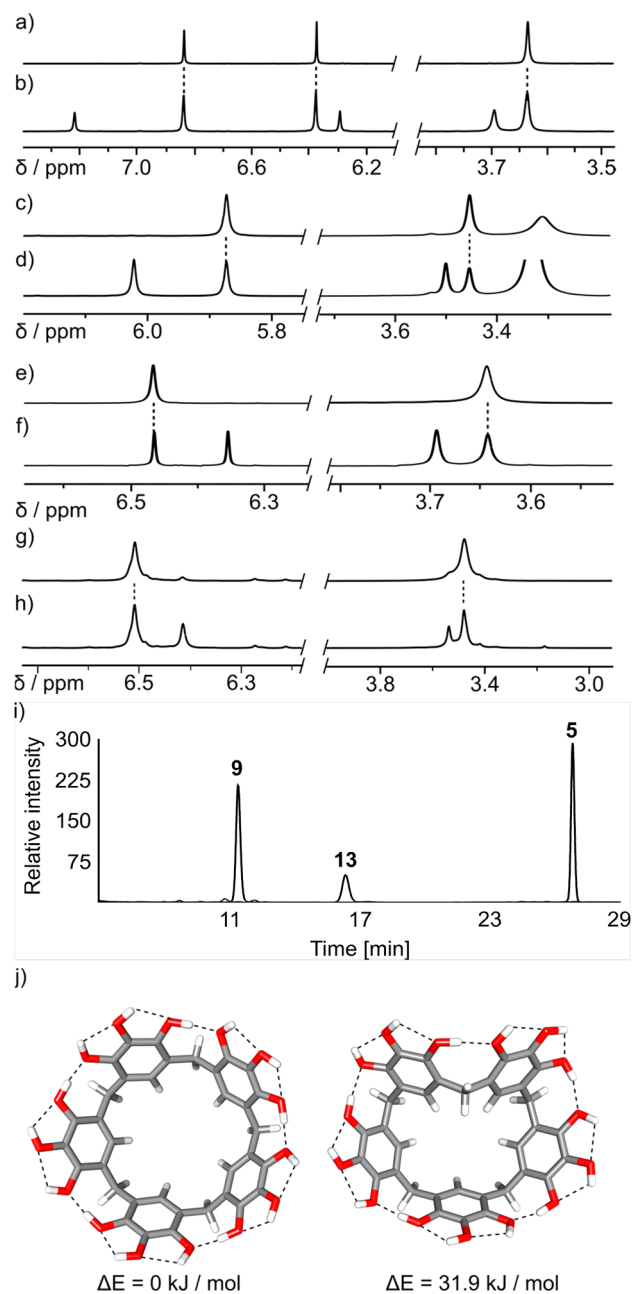 a)
b)
7.0 6.6 6.2 3.7 3.5
δ / ppm
c)
d)
6.0 5.8 3.6 3.4
δ / ppm
e)
f)
6.5 6.3 3.7 3.6
δ / ppm
g)
h)
6.5 6.3 3.8 3.4 3.0
δ / ppm
i)
300
225
150
75
Relative intensity
9
13
5
11 17 23 29
Time [min]
j)
ΔE = 0 kJ / mol ΔE = 31.9 kJ / mol